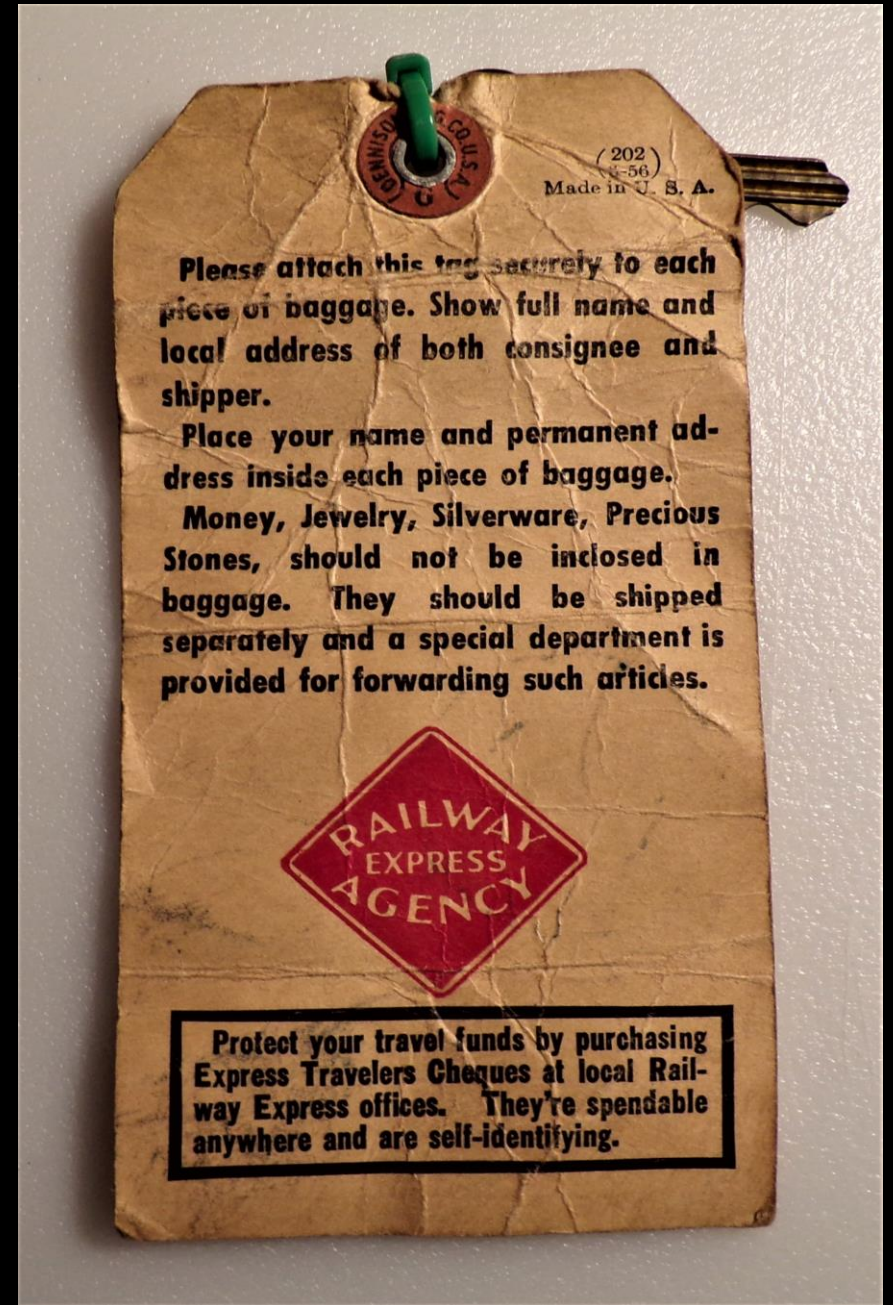 (DENNISON G.CO.U.S.A.)
(202
-56)
Made in U. S. A.
Please attach this tag securely to each
piece of baggage. Show full name and
local address of both consignee and
shipper.
Place your name and permanent ad-
dress inside each piece of baggage.
Money, Jewelry, Silverware, Precious
Stones, should not be inclosed in
baggage. They should be shipped
separately and a special department is
provided for forwarding such articles.
RAILWAY
EXPRESS
AGENCY
Protect your travel funds by purchasing
Express Travelers Cheques at local Rail-
way Express offices. They're spendable
anywhere and are self-identifying.